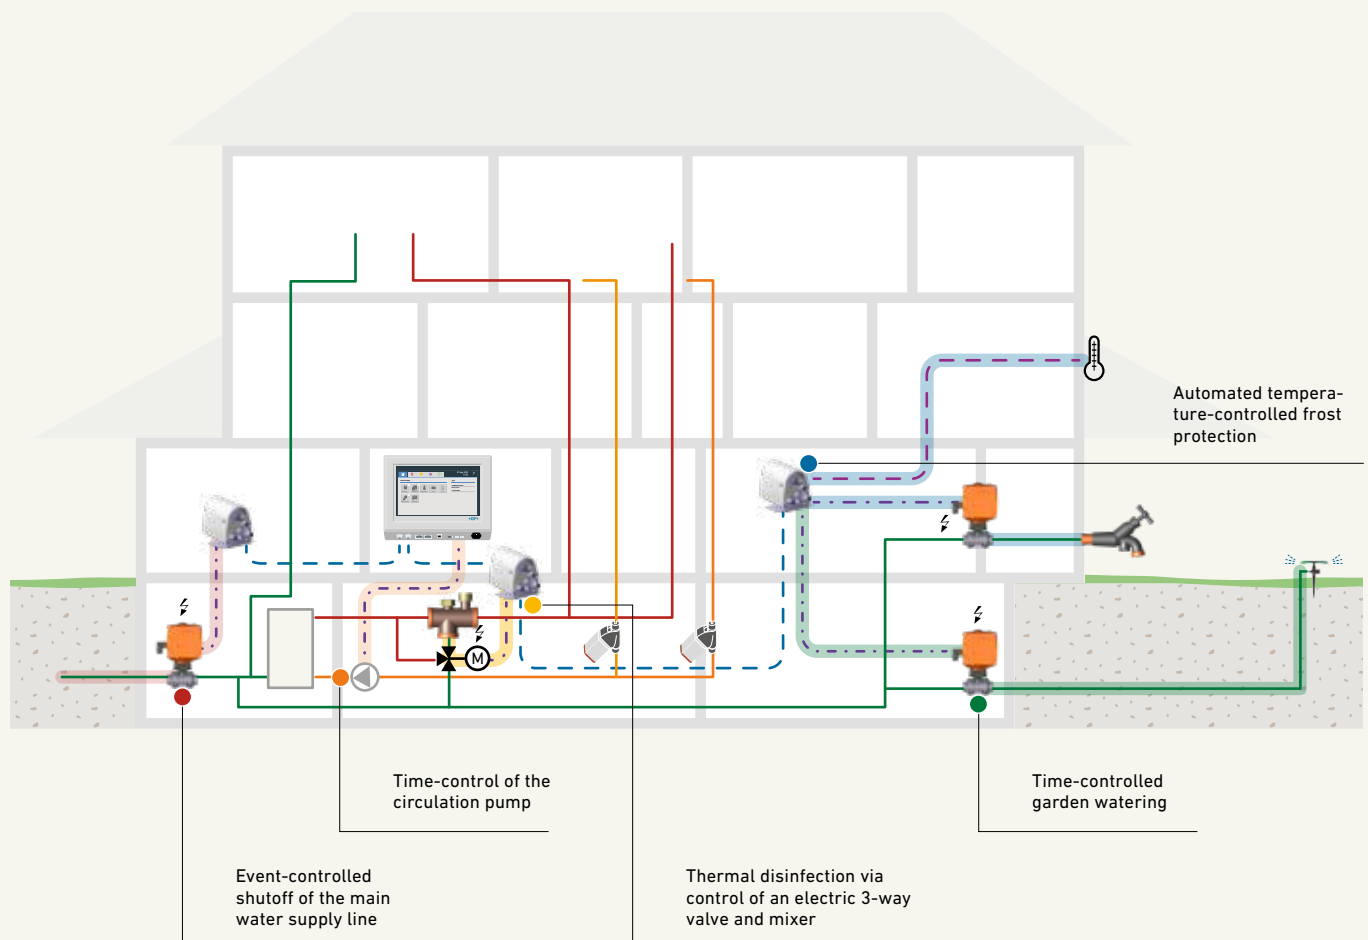 Automated tempera-
ture-controlled frost
protection
+GF+
M
Time-control of the
circulation pump
Time-controlled
garden watering
Event-controlled
shutoff of the main
water supply line
Thermal disinfection via
control of an electric 3-way
valve and mixer